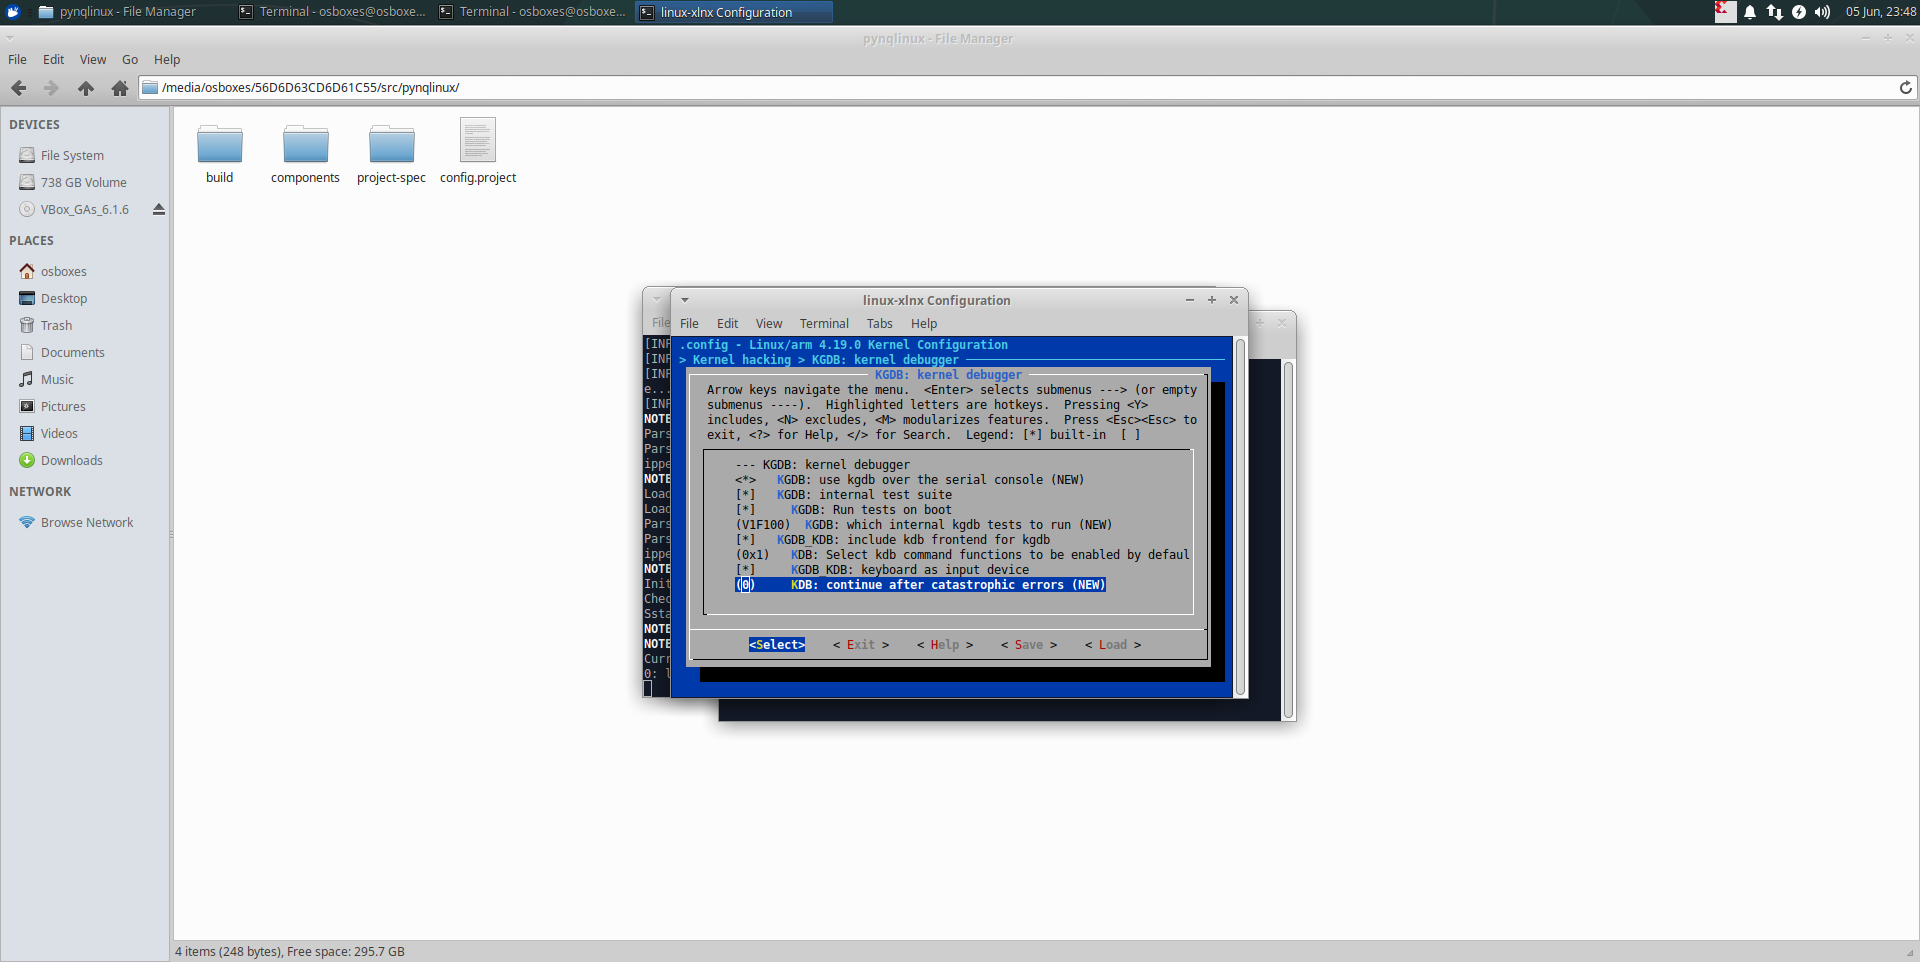 pynqlinux - File Manager
Terminal - osboxes@osboxe...
Terminal - osboxes@osboxe...
linux-xlnx Configuration
05 Jun, 23:48
pynqlinux - File Manager
File Edit View Go Help
/media/osboxes/56D6D63CD6D61C55/src/pynqlinux/
DEVICES
File System
738 GB Volume
VBox_GAs_6.1.6
PLACES
osboxes
Desktop
Trash
Documents
Music
Pictures
Videos
Downloads
NETWORK
Browse Network
build
components
project-spec
config.project
linux-xlnx Configuration
File
File Edit View Terminal Tabs Help
[INF
[INF
[INF
e...
[INF
NOTE
Pars
Pars
ippe
NOTE
Load
Load
Pars
Pars
ippe
NOTE
Init
Chec
Ssta
NOTE
NOTE
Curr
0: l
.config - Linux/arm 4.19.0 Kernel Configuration
> Kernel hacking > KGDB: kernel debugger
KGDB: kernel debugger
Arrow keys navigate the menu. <Enter> selects submenus ---> (or empty
submenus ----). Highlighted letters are hotkeys. Pressing <Y>
includes, <N> excludes, <M> modularizes features. Press <Esc><Esc> to
exit, <?> for Help, </> for Search. Legend: [*] built-in [ ]
--- KGDB: kernel debugger
<*> KGDB: use kgdb over the serial console (NEW)
[*] KGDB: internal test suite
[*] KGDB: Run tests on boot
(V1F100) KGDB: which internal kgdb tests to run (NEW)
[*] KGDB_KDB: include kdb frontend for kgdb
(0x1) KDB: Select kdb command functions to be enabled by defaul
[*] KGDB_KDB: keyboard as input device
(0) KDB: continue after catastrophic errors (NEW)
<Select> < Exit > < Help > < Save > < Load >
4 items (248 bytes), Free space: 295.7 GB